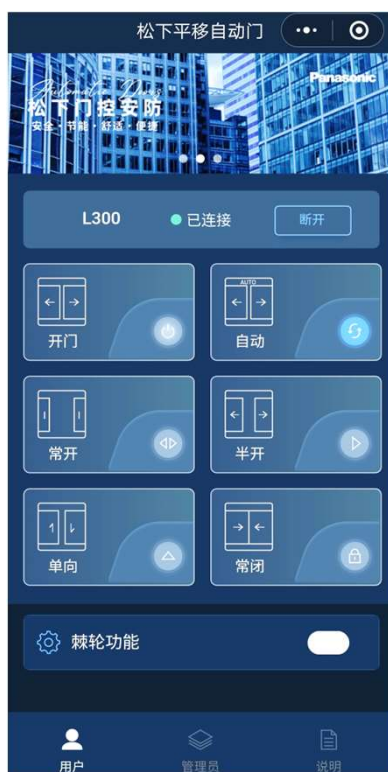 松下平移自动门
Automatic Doors
Panasonic
松下门控安防
安全·节能·舒适·便捷
L300
已连接
断开
开门
AUTO
自动
常开
半开
单向
常闭
棘轮功能
用户
管理员
说明